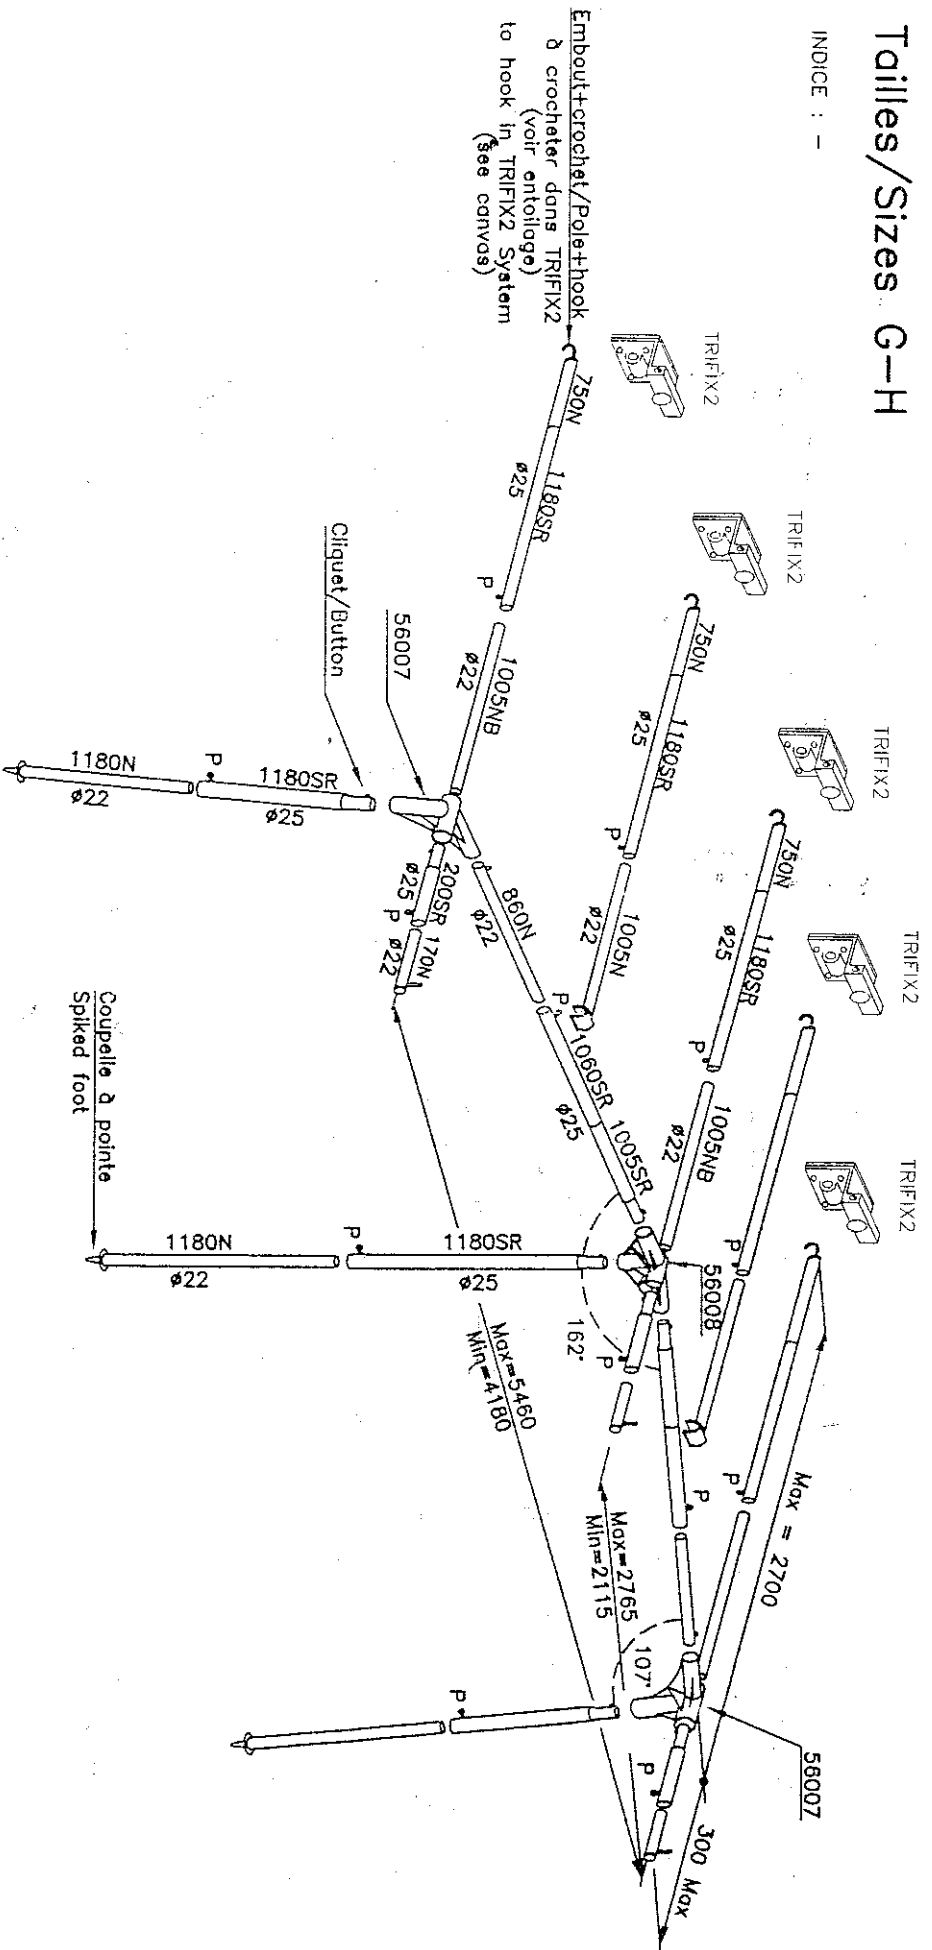 Tailles/Sizes G-H
INDICE : -
Embout+crochet/Pole+hook
à crocheter dans TRIFIX2
(voir entoilage)
to hook in TRIFIX2 System
(see canvas)
TRIFIX2
TRIFIX2
TRIFIX2
TRIFIX2
TRIFIX2
750N
1180SR
ø25
P
1005NB
ø22
750N
1180SR
ø25
P
1005N
ø22
750N
1180SR
ø25
P
1005NB
ø22
P
P
Max = 2700
300 Max
56007
Cliquet/Button
1180N
ø22
P
1180SR
ø25
200SR
ø25
P
170N
ø22
860N
ø22
P
1060SR
1005SR
ø25
56008
162°
P
P
107°
56007
P
P
1180N
ø22
P
1180SR
ø25
Coupelle à pointe
Spiked foot
Max=5460
Min=4180
Max=2765
Min=2115